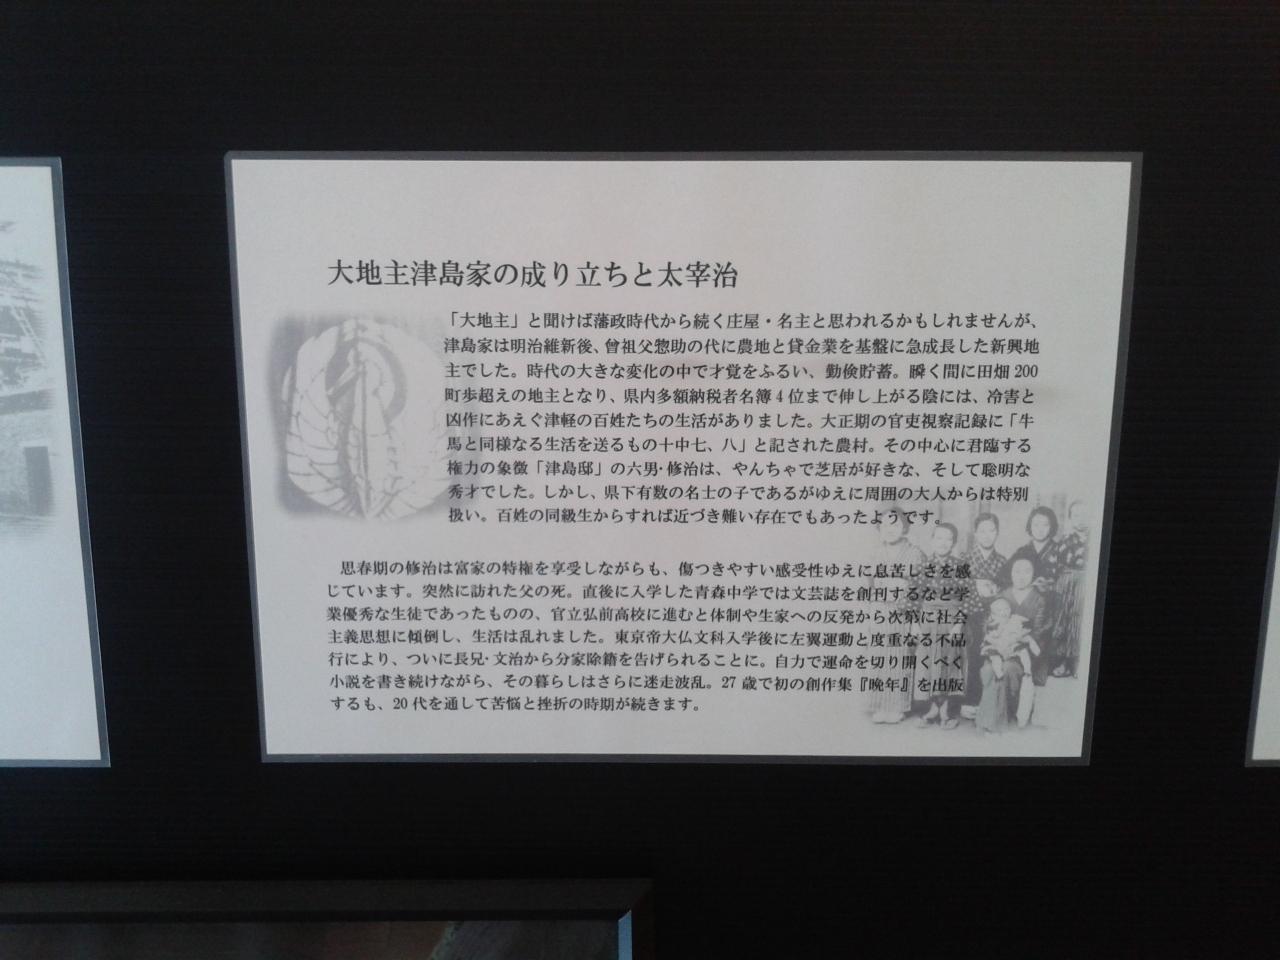 大地主津島家の成り立ちと太宰治
「大地主」と聞けば藩政時代から続く庄屋・名主と思われるかもしれませんが、
津島家は明治維新後、曾祖父惣助の代に農地と貸金業を基盤に急成長した新興地
主でした。時代の大きな変化の中で才覚をふるい、勤倹貯蓄。瞬く間に田畑 200
町歩超えの地主となり、県内多額納税者名簿 4 位まで伸し上がる陰には、冷害と
凶作にあえぐ津軽の百姓たちの生活がありました。大正期の官吏視察記録に「牛
馬と同様なる生活を送るもの十中七、八」と記された農村。その中心に君臨する
権力の象徴「津島邸」の六男･修治は、やんちゃで芝居が好きな、そして聡明な
秀才でした。しかし、県下有数の名士の子であるがゆえに周囲の大人からは特別
扱い。百姓の同級生からすれば近づき難い存在でもあったようです。
思春期の修治は富家の特権を享受しながらも、傷つきやすい感受性ゆえに息苦しさを感
じています。突然に訪れた父の死。直後に入学した青森中学では文芸誌を創刊するなど学
業優秀な生徒であったものの、官立弘前高校に進むと体制や生家への反発から次第に社会
主義思想に傾倒し、生活は乱れました。東京帝大仏文科入学後に左翼運動と度重なる不品
行により、ついに長兄･文治から分家除籍を告げられることに。自力で運命を切り開くべく
小説を書き続けながら、その暮らしはさらに迷走波乱。27 歳で初の創作集『晩年』を出版
するも、20 代を通して苦悩と挫折の時期が続きます。